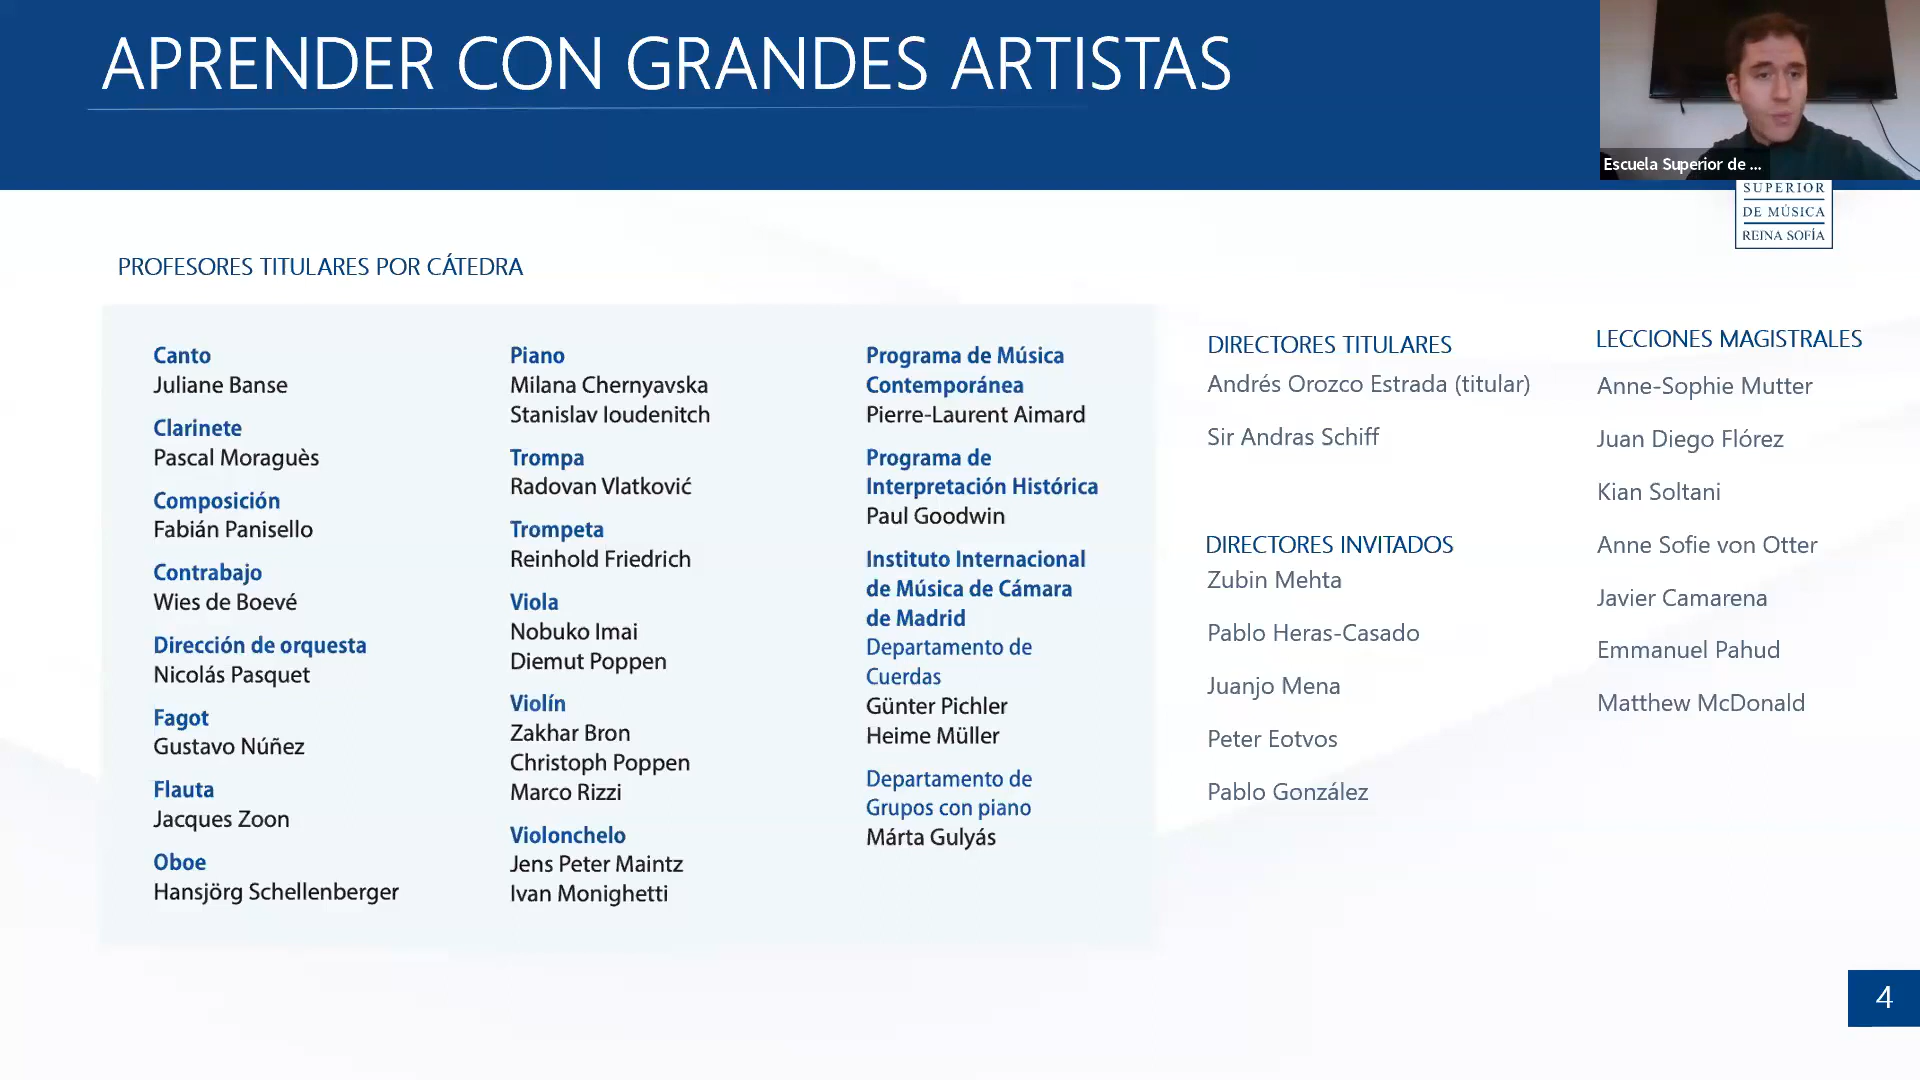 APRENDER CON GRANDES ARTISTAS
Escuela Superior de ...
SUPERIOR
DE MÚSICA
REINA SOFÍA
PROFESORES TITULARES POR CÁTEDRA
Canto
Juliane Banse
Clarinete
Pascal Moraguès
Composición
Fabián Panisello
Contrabajo
Wies de Boevé
Dirección de orquesta
Nicolás Pasquet
Fagot
Gustavo Núñez
Flauta
Jacques Zoon
Oboe
Hansjörg Schellenberger
Piano
Milana Chernyavska
Stanislav Ioudenitch
Trompa
Radovan Vlatković
Trompeta
Reinhold Friedrich
Viola
Nobuko Imai
Diemut Poppen
Violín
Zakhar Bron
Christoph Poppen
Marco Rizzi
Violonchelo
Jens Peter Maintz
Ivan Monighetti
Programa de Música
Contemporánea
Pierre-Laurent Aimard
Programa de
Interpretación Histórica
Paul Goodwin
Instituto Internacional
de Música de Cámara
de Madrid
Departamento de
Cuerdas
Günter Pichler
Heime Müller
Departamento de
Grupos con piano
Márta Gulyás
DIRECTORES TITULARES
Andrés Orozco Estrada (titular)
Sir Andras Schiff
DIRECTORES INVITADOS
Zubin Mehta
Pablo Heras-Casado
Juanjo Mena
Peter Eotvos
Pablo González
LECCIONES MAGISTRALES
Anne-Sophie Mutter
Juan Diego Flórez
Kian Soltani
Anne Sofie von Otter
Javier Camarena
Emmanuel Pahud
Matthew McDonald
4